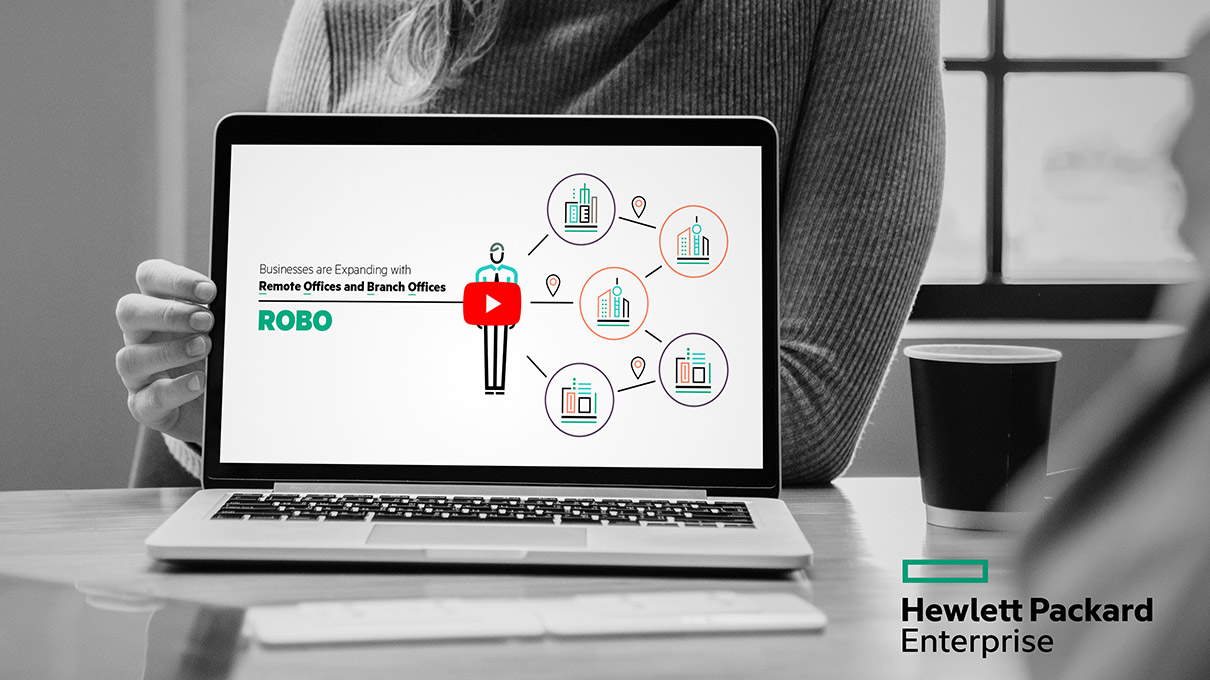 Businesses are Expanding with
Remote Offices and Branch Offices
ROBO
Hewlett Packard
Enterprise